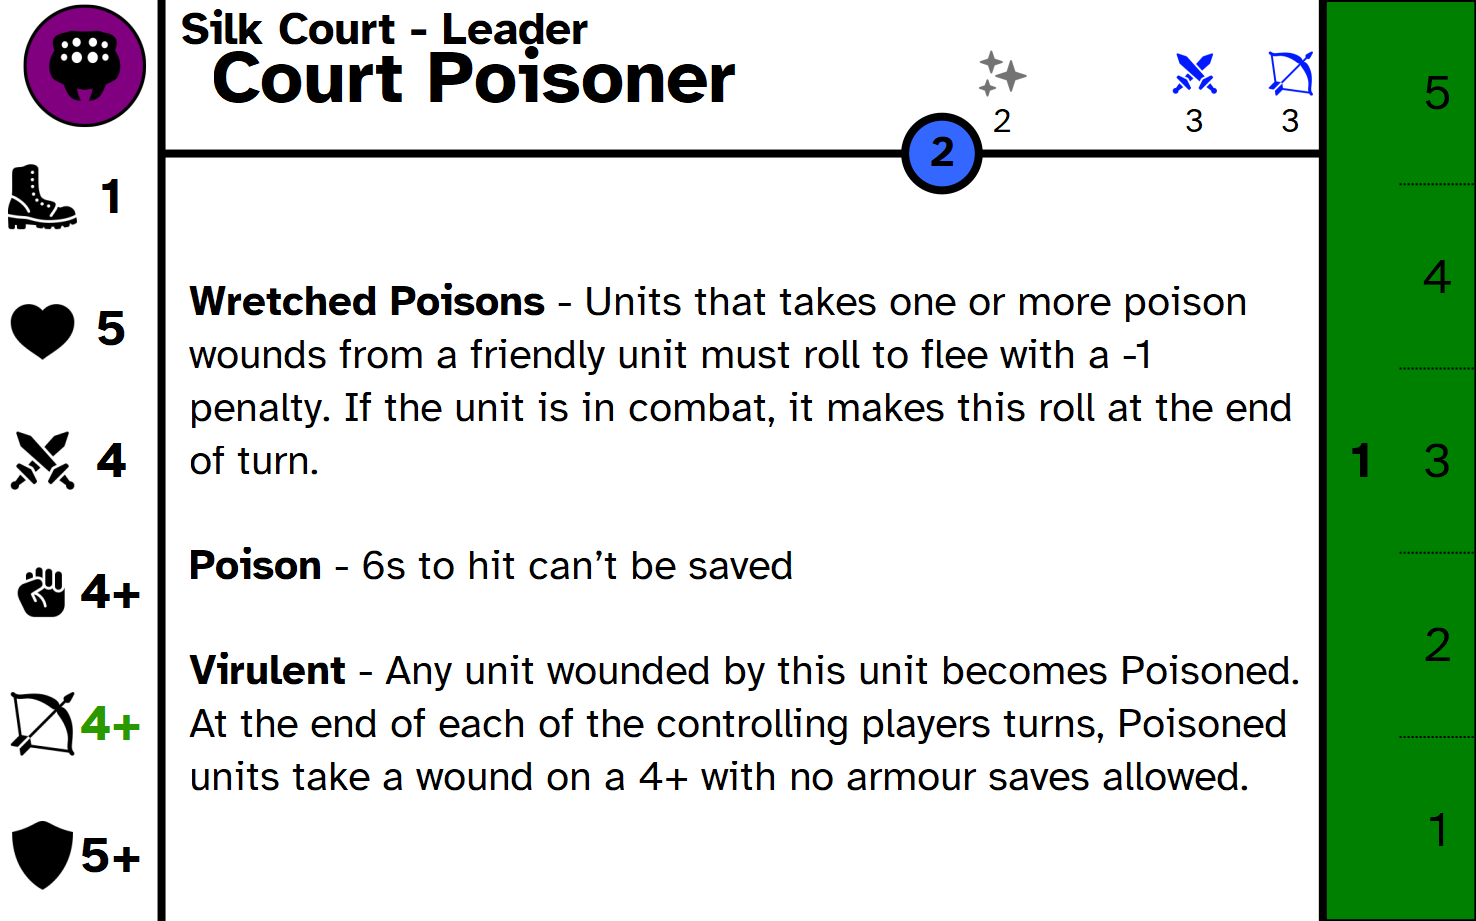 Silk Court - Leader
Court Poisoner
2
3
3
2
1
5
4
4+
4+
5+
Wretched Poisons - Units that takes one or more poison
wounds from a friendly unit must roll to flee with a -1
penalty. If the unit is in combat, it makes this roll at the end
of turn.
Poison - 6s to hit can’t be saved
Virulent - Any unit wounded by this unit becomes Poisoned.
At the end of each of the controlling players turns, Poisoned
units take a wound on a 4+ with no armour saves allowed.
5
4
1 3
2
1